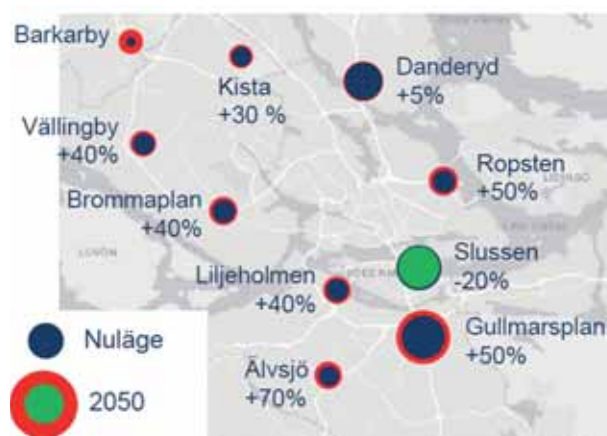 Barkarby
Kista
+30 %
Danderyd
+5%
Vällingby
+40%
Ropsten
+50%
Brommaplan
+40%
Slussen
-20%
Liljeholmen
+40%
Gullmarsplan
+50%
Älvsjö
+70%
Nuläge
2050